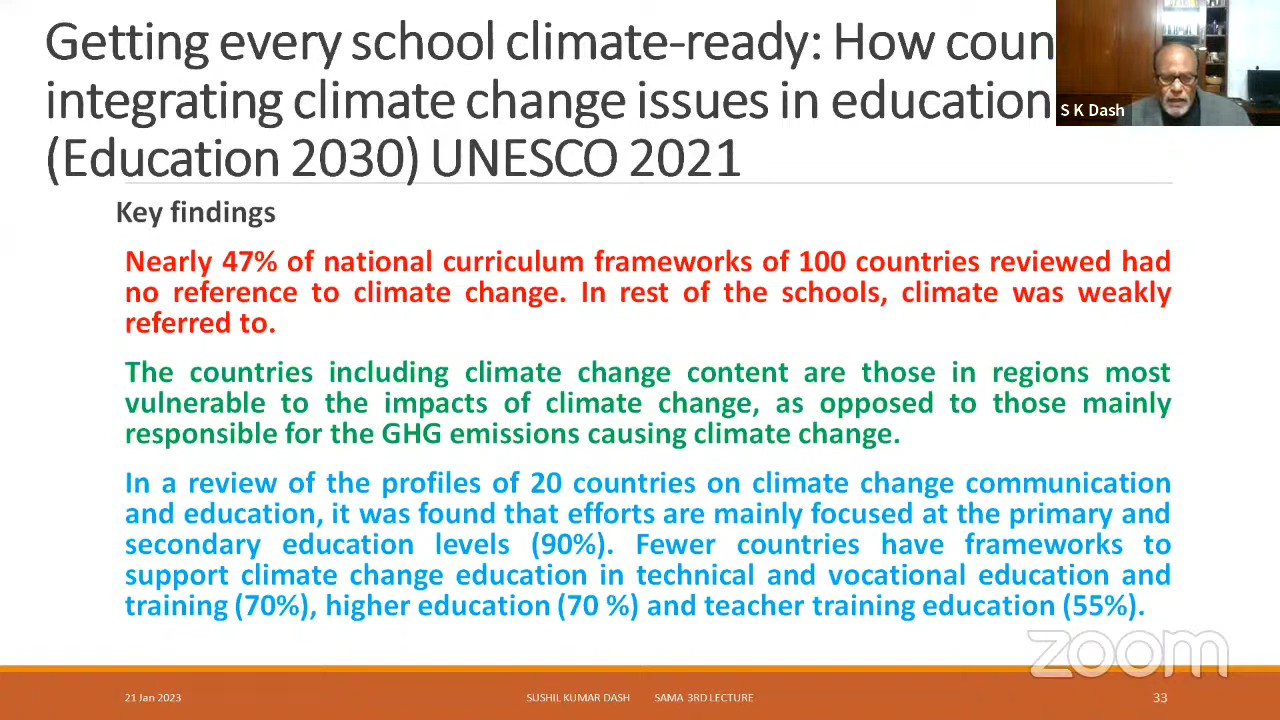 Getting every school climate-ready: How coun
integrating climate change issues in education
(Education 2030) UNESCO 2021
S K Dash
Key findings
Nearly 47% of national curriculum frameworks of 100 countries reviewed had
no reference to climate change. In rest of the schools, climate was weakly
referred to.
The countries including climate change content are those in regions most
vulnerable to the impacts of climate change, as opposed to those mainly
responsible for the GHG emissions causing climate change.
In a review of the profiles of 20 countries on climate change communication
and education, it was found that efforts are mainly focused at the primary and
secondary education levels (90%). Fewer countries have frameworks to
support climate change education in technical and vocational education and
training (70%), higher education (70 %) and teacher training education (55%).
zoom
21 Jan 2023 SUSHIL KUMAR DASH SAMA 3RD LECTURE 33